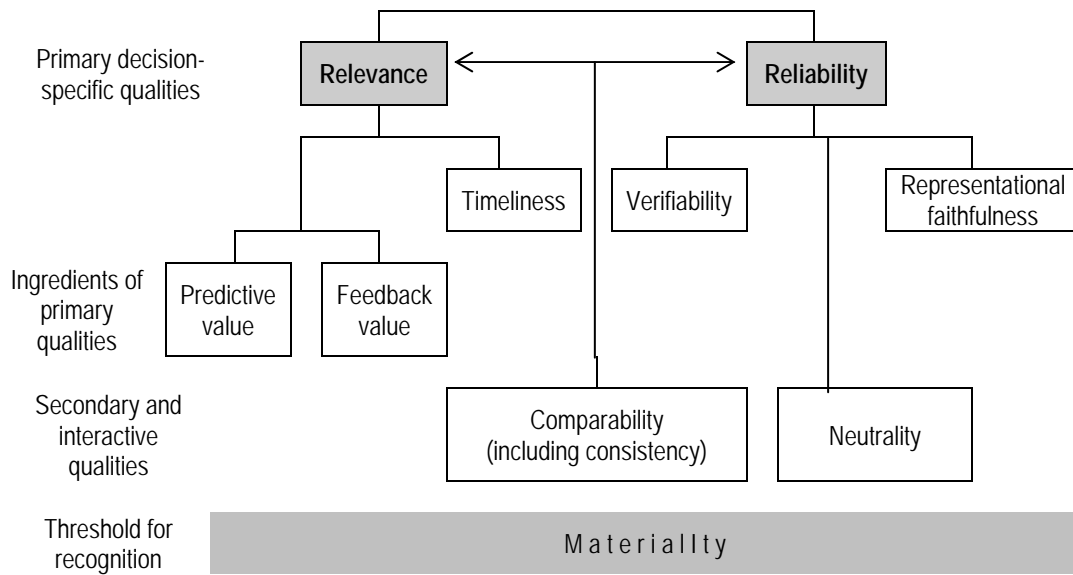 Primary decision-
specific qualities
Relevance
Reliability
Timeliness
Verifiability
Representational
faithfulness
Ingredients of
primary
qualities
Predictive
value
Feedback
value
Secondary and
interactive
qualities
Comparability
(including consistency)
Neutrality
Threshold for
recognition
MaterialIty